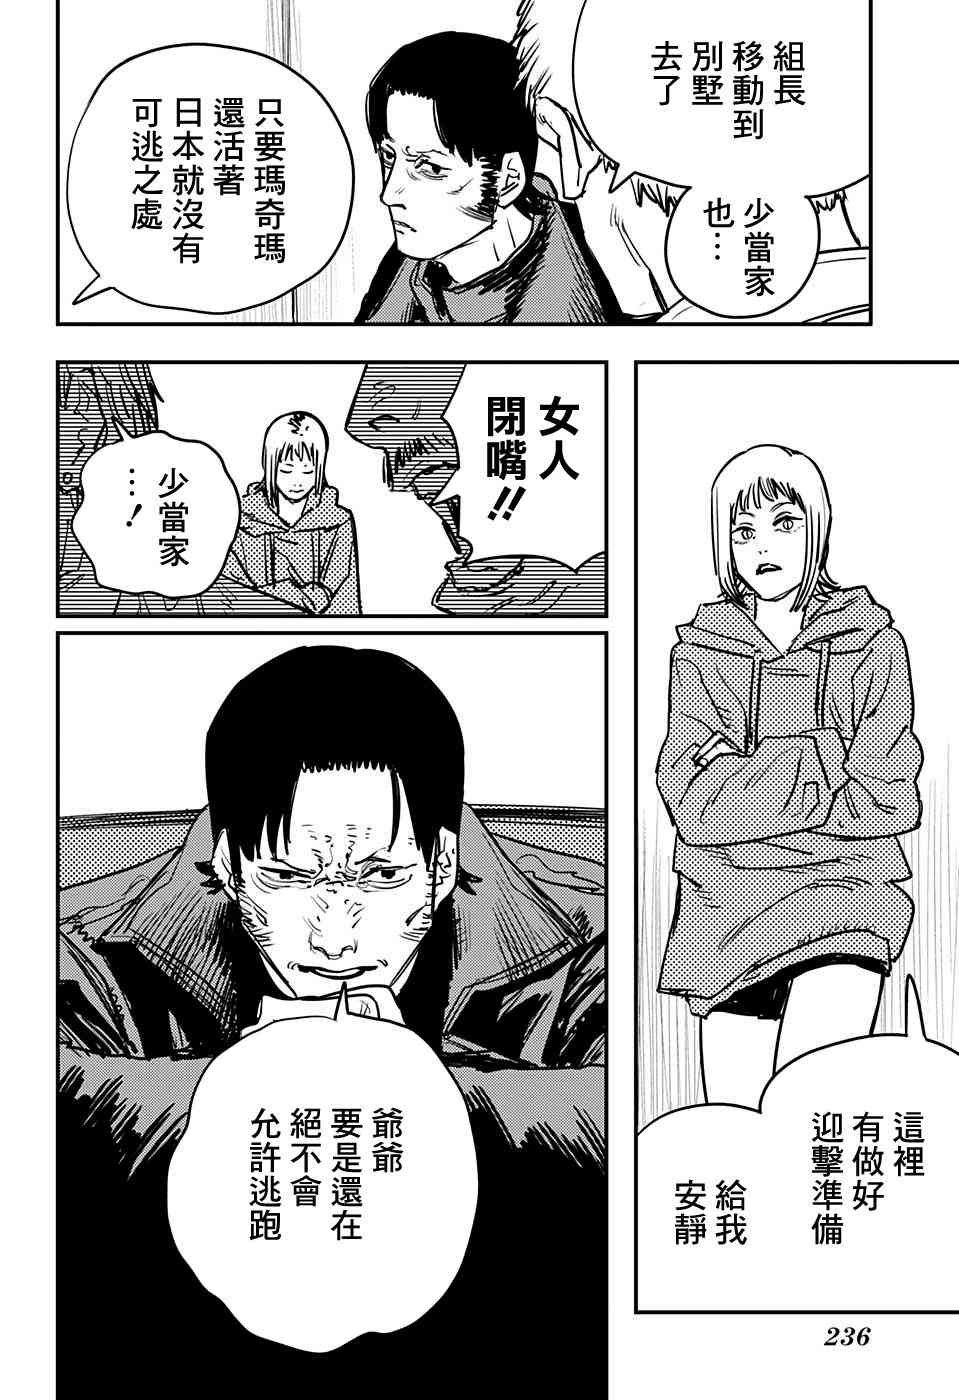 組長
移動到
別墅
去了
少當家
也…
只要瑪奇瑪
還活著
日本就沒有
可逃之處
這裡
有做好
迎擊準備
給我
安靜
女人
閉嘴!!
少當家
…!
爺爺
要是還在
絕不會
允許逃跑
236